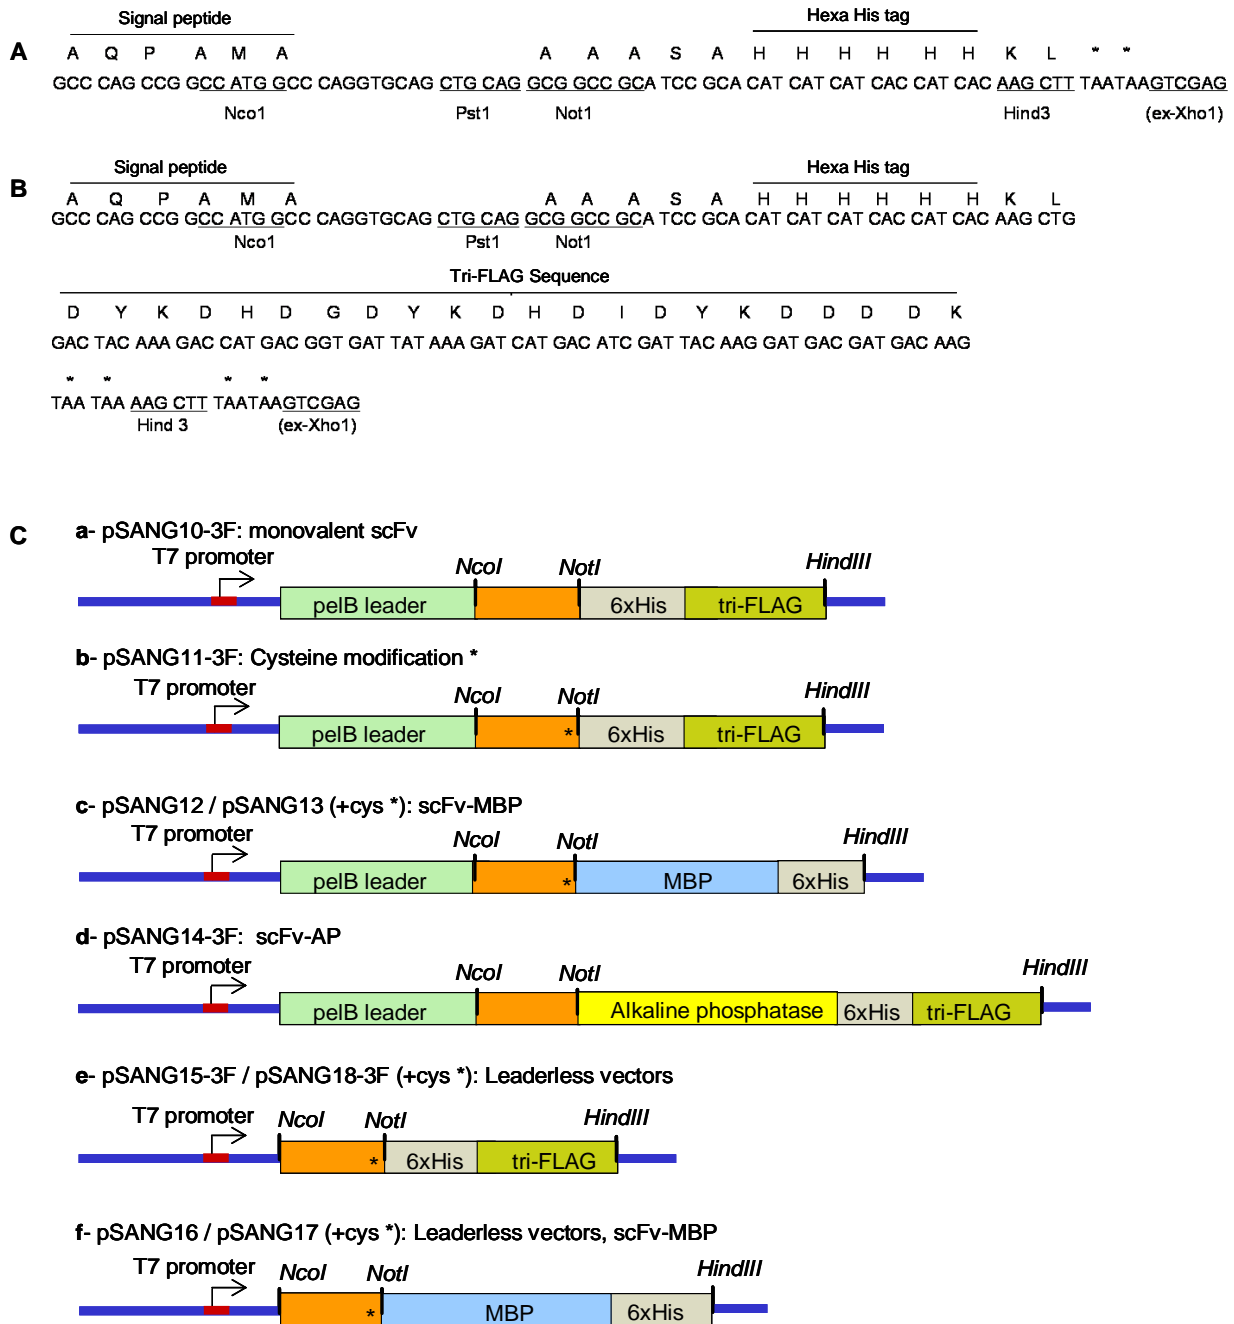 Signal peptide Hexa His tag
A A Q P A M A A A A S A H H H H H H K L * *
GCC CAG CCG GCC ATGG CCC CAGGTGCAG CTG CAG GCG GCC GCA TCC GCA CAT CAT CAT CAC CAT CAC AAG CTT TAATAAGTCGAG
Nco1 Pst1 Not1 Hind3 (ex-Xho1)
Signal peptide Hexa His tag
B A Q P A M A A A A S A H H H H H H K L
GCC CAG CCG GCC ATGG CCC CAGGTGCAG CTG CAG GCG GCC GCA TCC GCA CAT CAT CAT CAC CAT CAC AAG CTG
Nco1 Pst1 Not1
Tri-FLAG Sequence
D Y K D H D G D Y K D H D I D Y K D D D D K
GAC TAC AAA GAC CAT GAC GGT GAT TAT AAA GAT CAT GAC ATC GAT TAC AAG GAT GAC GAT GAC AAG
* * * *
TAA TAA AAG CTT TAATAAGTCGAG
Hind 3 (ex-Xho1)
C a- pSANG10-3F: monovalent scFv
T7 promoter NcoI NotI HindIII
pelB leader 6xHis tri-FLAG
b- pSANG11-3F: Cysteine modification *
T7 promoter NcoI NotI HindIII
pelB leader * 6xHis tri-FLAG
c- pSANG12 / pSANG13 (+cys *): scFv-MBP
T7 promoter NcoI NotI HindIII
pelB leader * MBP 6xHis
d- pSANG14-3F: scFv-AP
T7 promoter NcoI NotI HindIII
pelB leader Alkaline phosphatase 6xHis tri-FLAG
e- pSANG15-3F / pSANG18-3F (+cys *): Leaderless vectors
T7 promoter NcoI NotI HindIII
* 6xHis tri-FLAG
f- pSANG16 / pSANG17 (+cys *): Leaderless vectors, scFv-MBP
T7 promoter NcoI NotI HindIII
* MBP 6xHis